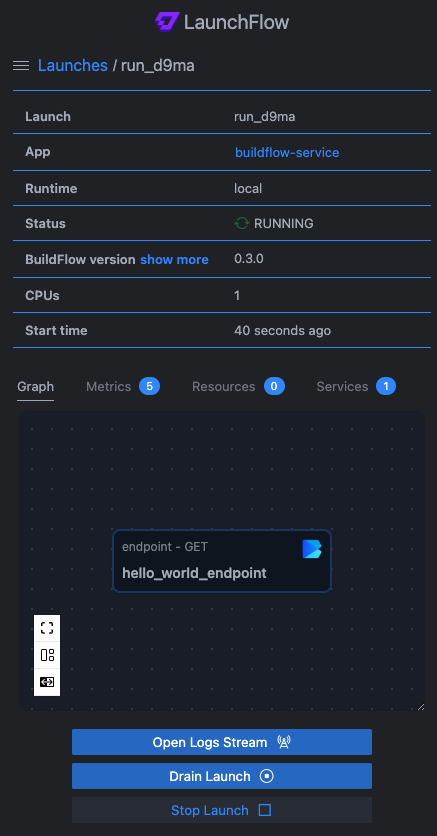 LaunchFlow
Launches / run_d9ma
Launch run_d9ma
App buildflow-service
Runtime local
Status RUNNING
BuildFlow version show more 0.3.0
CPUs 1
Start time 40 seconds ago
Graph Metrics 5 Resources 0 Services 1
endpoint - GET
hello_world_endpoint
Open Logs Stream
Drain Launch
Stop Launch